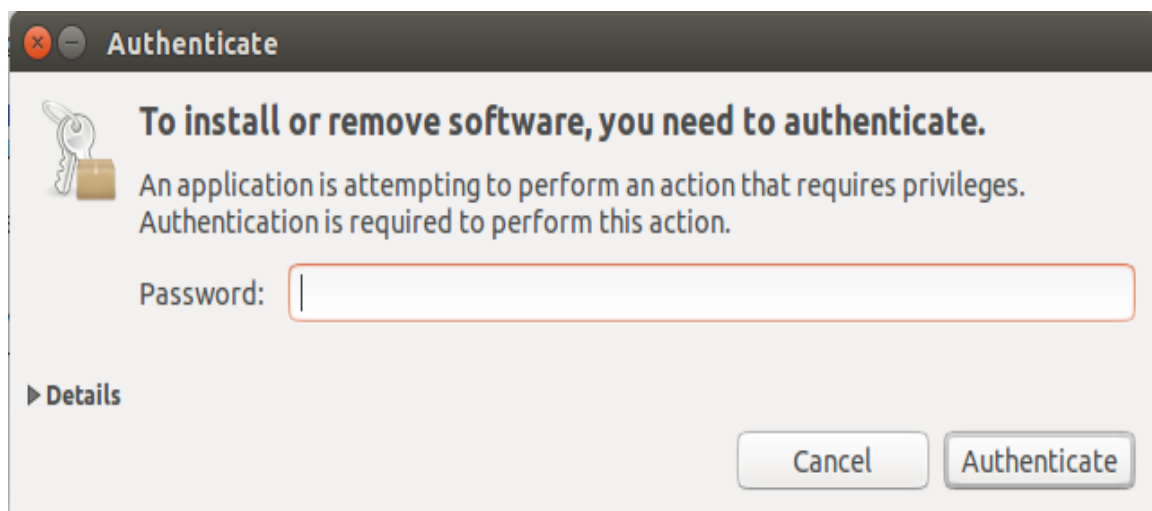 Authenticate
To install or remove software, you need to authenticate.
An application is attempting to perform an action that requires privileges.
Authentication is required to perform this action.
Password:
Details
Cancel
Authenticate